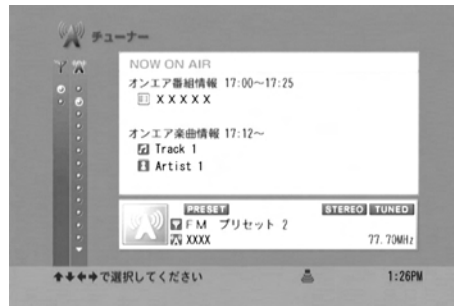 チューナー
NOW ON AIR
オンエア番組情報 17:00～17:25
X X X X X
オンエア楽曲情報 17:12～
Track 1
Artist 1
PRESET STEREO TUNED
FM プリセット 2
XXXX 77.70MHz
↑↓←→で選択してください 1:26PM